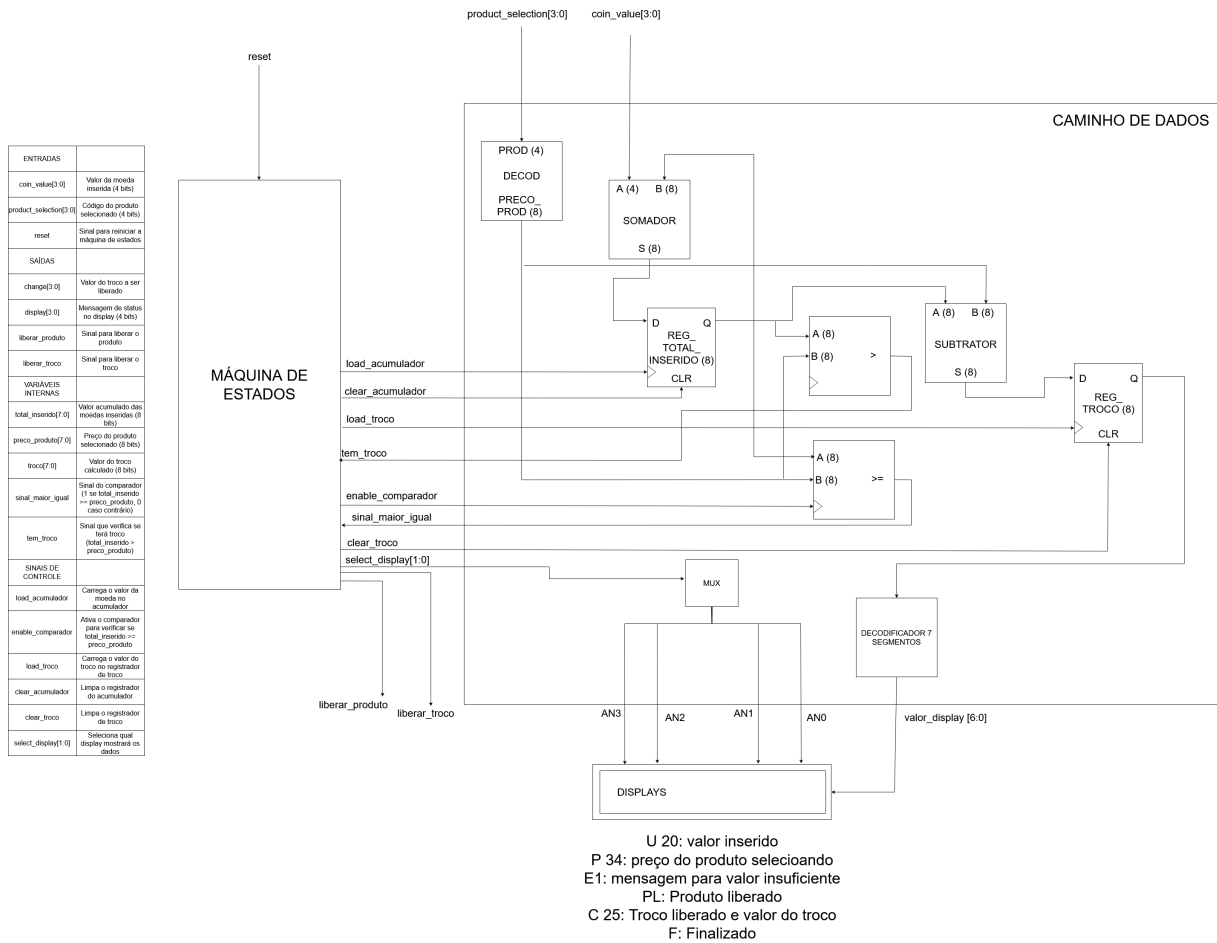 product_selection[3:0]
coin_value[3:0]
reset
CAMINHO DE DADOS
ENTRADAS
coin_value[3:0]
Valor da moeda
inserida (4 bits)
product_selection[3:0]
Código do produto
selecionado (4 bits)
reset
Sinal para reiniciar a
máquina de estados
SAÍDAS
change[3:0]
Valor do troco a ser
liberado
display[3:0]
Mensagem de status
no display (4 bits)
liberar_produto
Sinal para liberar o
produto
liberar_troco
Sinal para liberar o
troco
VARIÁVEIS
INTERNAS
total_inserido[7:0]
Valor acumulado das
moedas inseridas (8
bits)
preco_produto[7:0]
Preço do produto
selecionado (8 bits)
troco[7:0]
Valor do troco
calculado (8 bits)
sinal_maior_igual
Sinal do comparador
(1 se total_inserido
>= preco_produto, 0
caso contrário)
tem_troco
Sinal que verifica se
terá troco
(total_inserido >
preco_produto)
SINAIS DE
CONTROLE
load_acumulador
Carrega o valor da
moeda no
acumulador
enable_comparador
Ativa o comparador
para verificar se
total_inserido >=
preco_produto
load_troco
Carrega o valor do
troco no registrador
de troco
clear_acumulador
Limpa o registrador
do acumulador
clear_troco
Limpa o registrador
de troco
select_display[1:0]
Seleciona qual
display mostrará os
dados
MÁQUINA DE
ESTADOS
load_acumulador
clear_acumulador
load_troco
tem_troco
enable_comparador
sinal_maior_igual
clear_troco
select_display[1:0]
liberar_produto
liberar_troco
PROD (4)
DECOD
PRECO_
PROD (8)
A (4) B (8)
SOMADOR
S (8)
D Q
REG_
TOTAL_
INSERIDO (8)
CLR
A (8)
B (8)
>
A (8) B (8)
SUBTRATOR
S (8)
D Q
REG_
TROCO (8)
CLR
A (8)
B (8)
>=
MUX
DECODIFICADOR 7
SEGMENTOS
AN3
AN2
AN1
AN0
valor_display [6:0]
DISPLAYS
U 20: valor inserido
P 34: preço do produto selecioando
E1: mensagem para valor insuficiente
PL: Produto liberado
C 25: Troco liberado e valor do troco
F: Finalizado